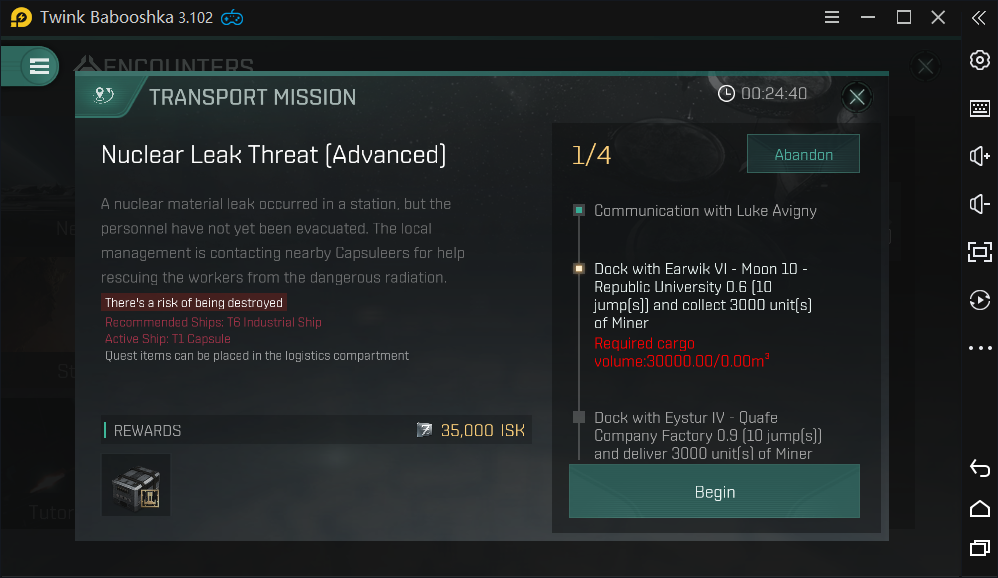 Twink Babooshka 3.102
ENCOUNTERS
TRANSPORT MISSION
00:24:40
Nuclear Leak Threat (Advanced)
A nuclear material leak occurred in a station, but the
personnel have not yet been evacuated. The local
management is contacting nearby Capsuleers for help
rescuing the workers from the dangerous radiation.
There's a risk of being destroyed
Recommended Ships: T6 Industrial Ship
Active Ship: T1 Capsule
Quest items can be placed in the logistics compartment
REWARDS
35,000 ISK
1/4
Abandon
Communication with Luke Avigny
Dock with Earwik VI - Moon 10 -
Republic University 0.6 (10
jump(s)) and collect 3000 unit(s)
of Miner
Required cargo
volume:30000.00/0.00m³
Dock with Eystur IV - Quafe
Company Factory 0.9 (10 jump(s))
and deliver 3000 unit(s) of Miner
Begin